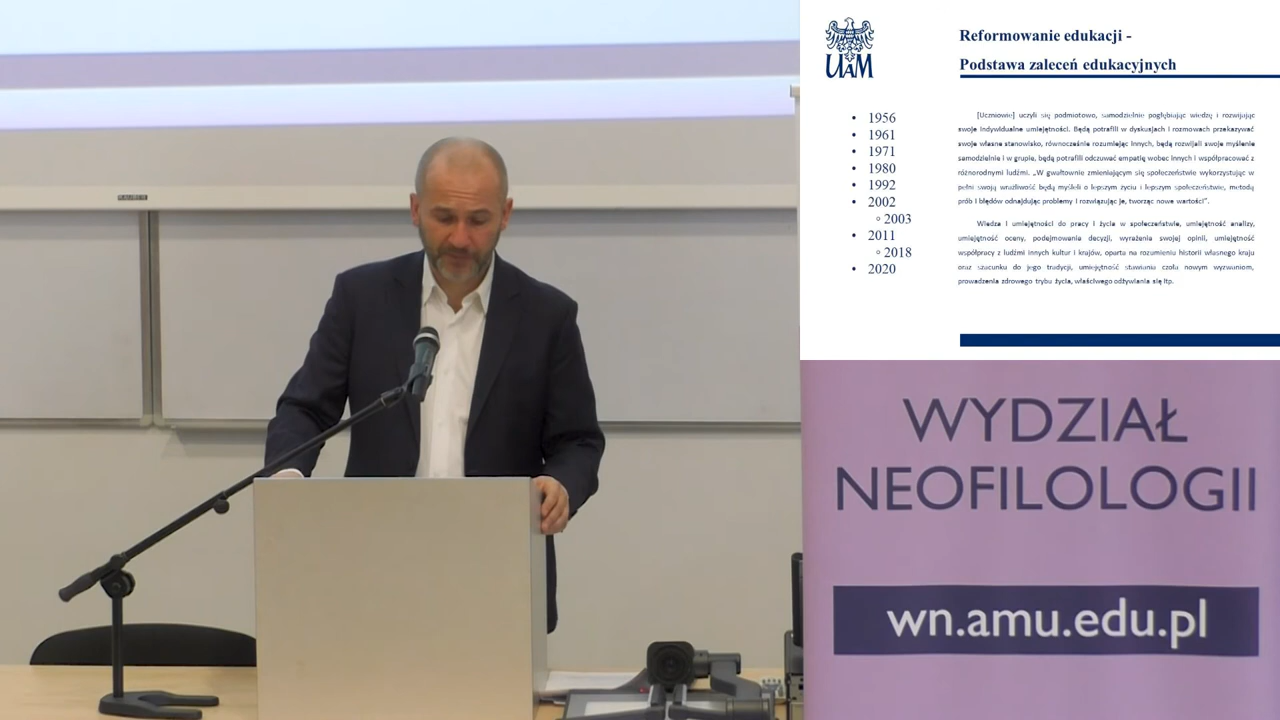 UAM
Reformowanie edukacji -
Podstawa zaleceń edukacyjnych
• 1956
• 1961
• 1971
• 1980
• 1992
• 2002
◦ 2003
• 2011
◦ 2018
• 2020
[Uczniowie] uczyli się podmiotowo, samodzielnie pogłębiając wiedzę i rozwijając
swoje indywidualne umiejętności. Będą potrafili w dyskusjach i rozmowach przekazywać
swoje własne stanowisko, równocześnie rozumiejąc innych, będą rozwijali swoje myślenie
samodzielnie i w grupie, będą potrafili odczuwać empatię wobec innych i współpracować z
różnorodnymi ludźmi. „W gwałtownie zmieniającym się społeczeństwie wykorzystując w
pełni swoją wrażliwość będą myśleli o lepszym życiu i lepszym społeczeństwie, metodą
prób i błędów odnajdując problemy i rozwiązując je, tworząc nowe wartości”.
Wiedza i umiejętności do pracy i życia w społeczeństwie, umiejętność analizy,
umiejętność oceny, podejmowanie decyzji, wyrażenia swojej opinii, umiejętność
współpracy z ludźmi innych kultur i krajów, oparta na rozumieniu historii własnego kraju
oraz szacunku do jego tradycji, umiejętność stawiania czoła nowym wyzwaniom,
prowadzenia zdrowego trybu życia, właściwego odżywiania się itp.
WYDZIAŁ
NEOFILOLOGII
wn.amu.edu.pl